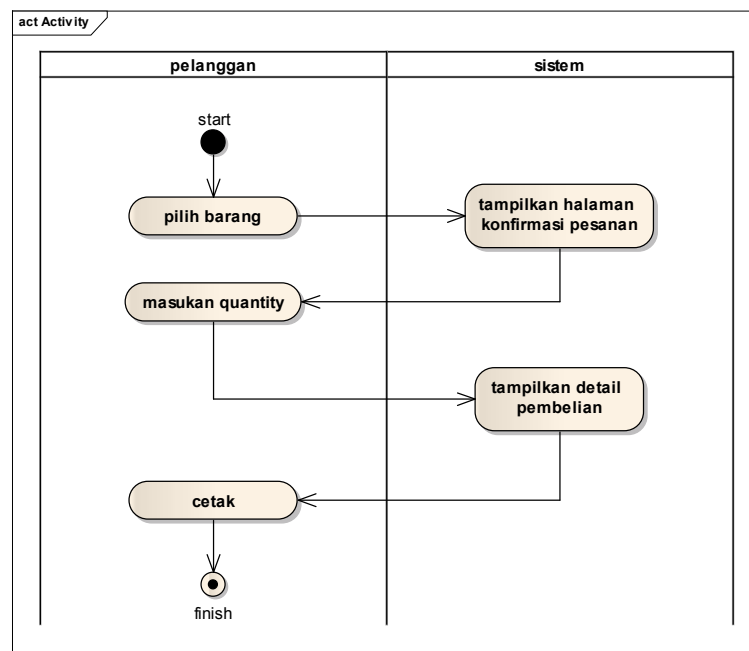 act Activity
pelanggan
sistem
start
pilih barang
tampilkan halaman
konfirmasi pesanan
masukan quantity
tampilkan detail
pembelian
cetak
finish